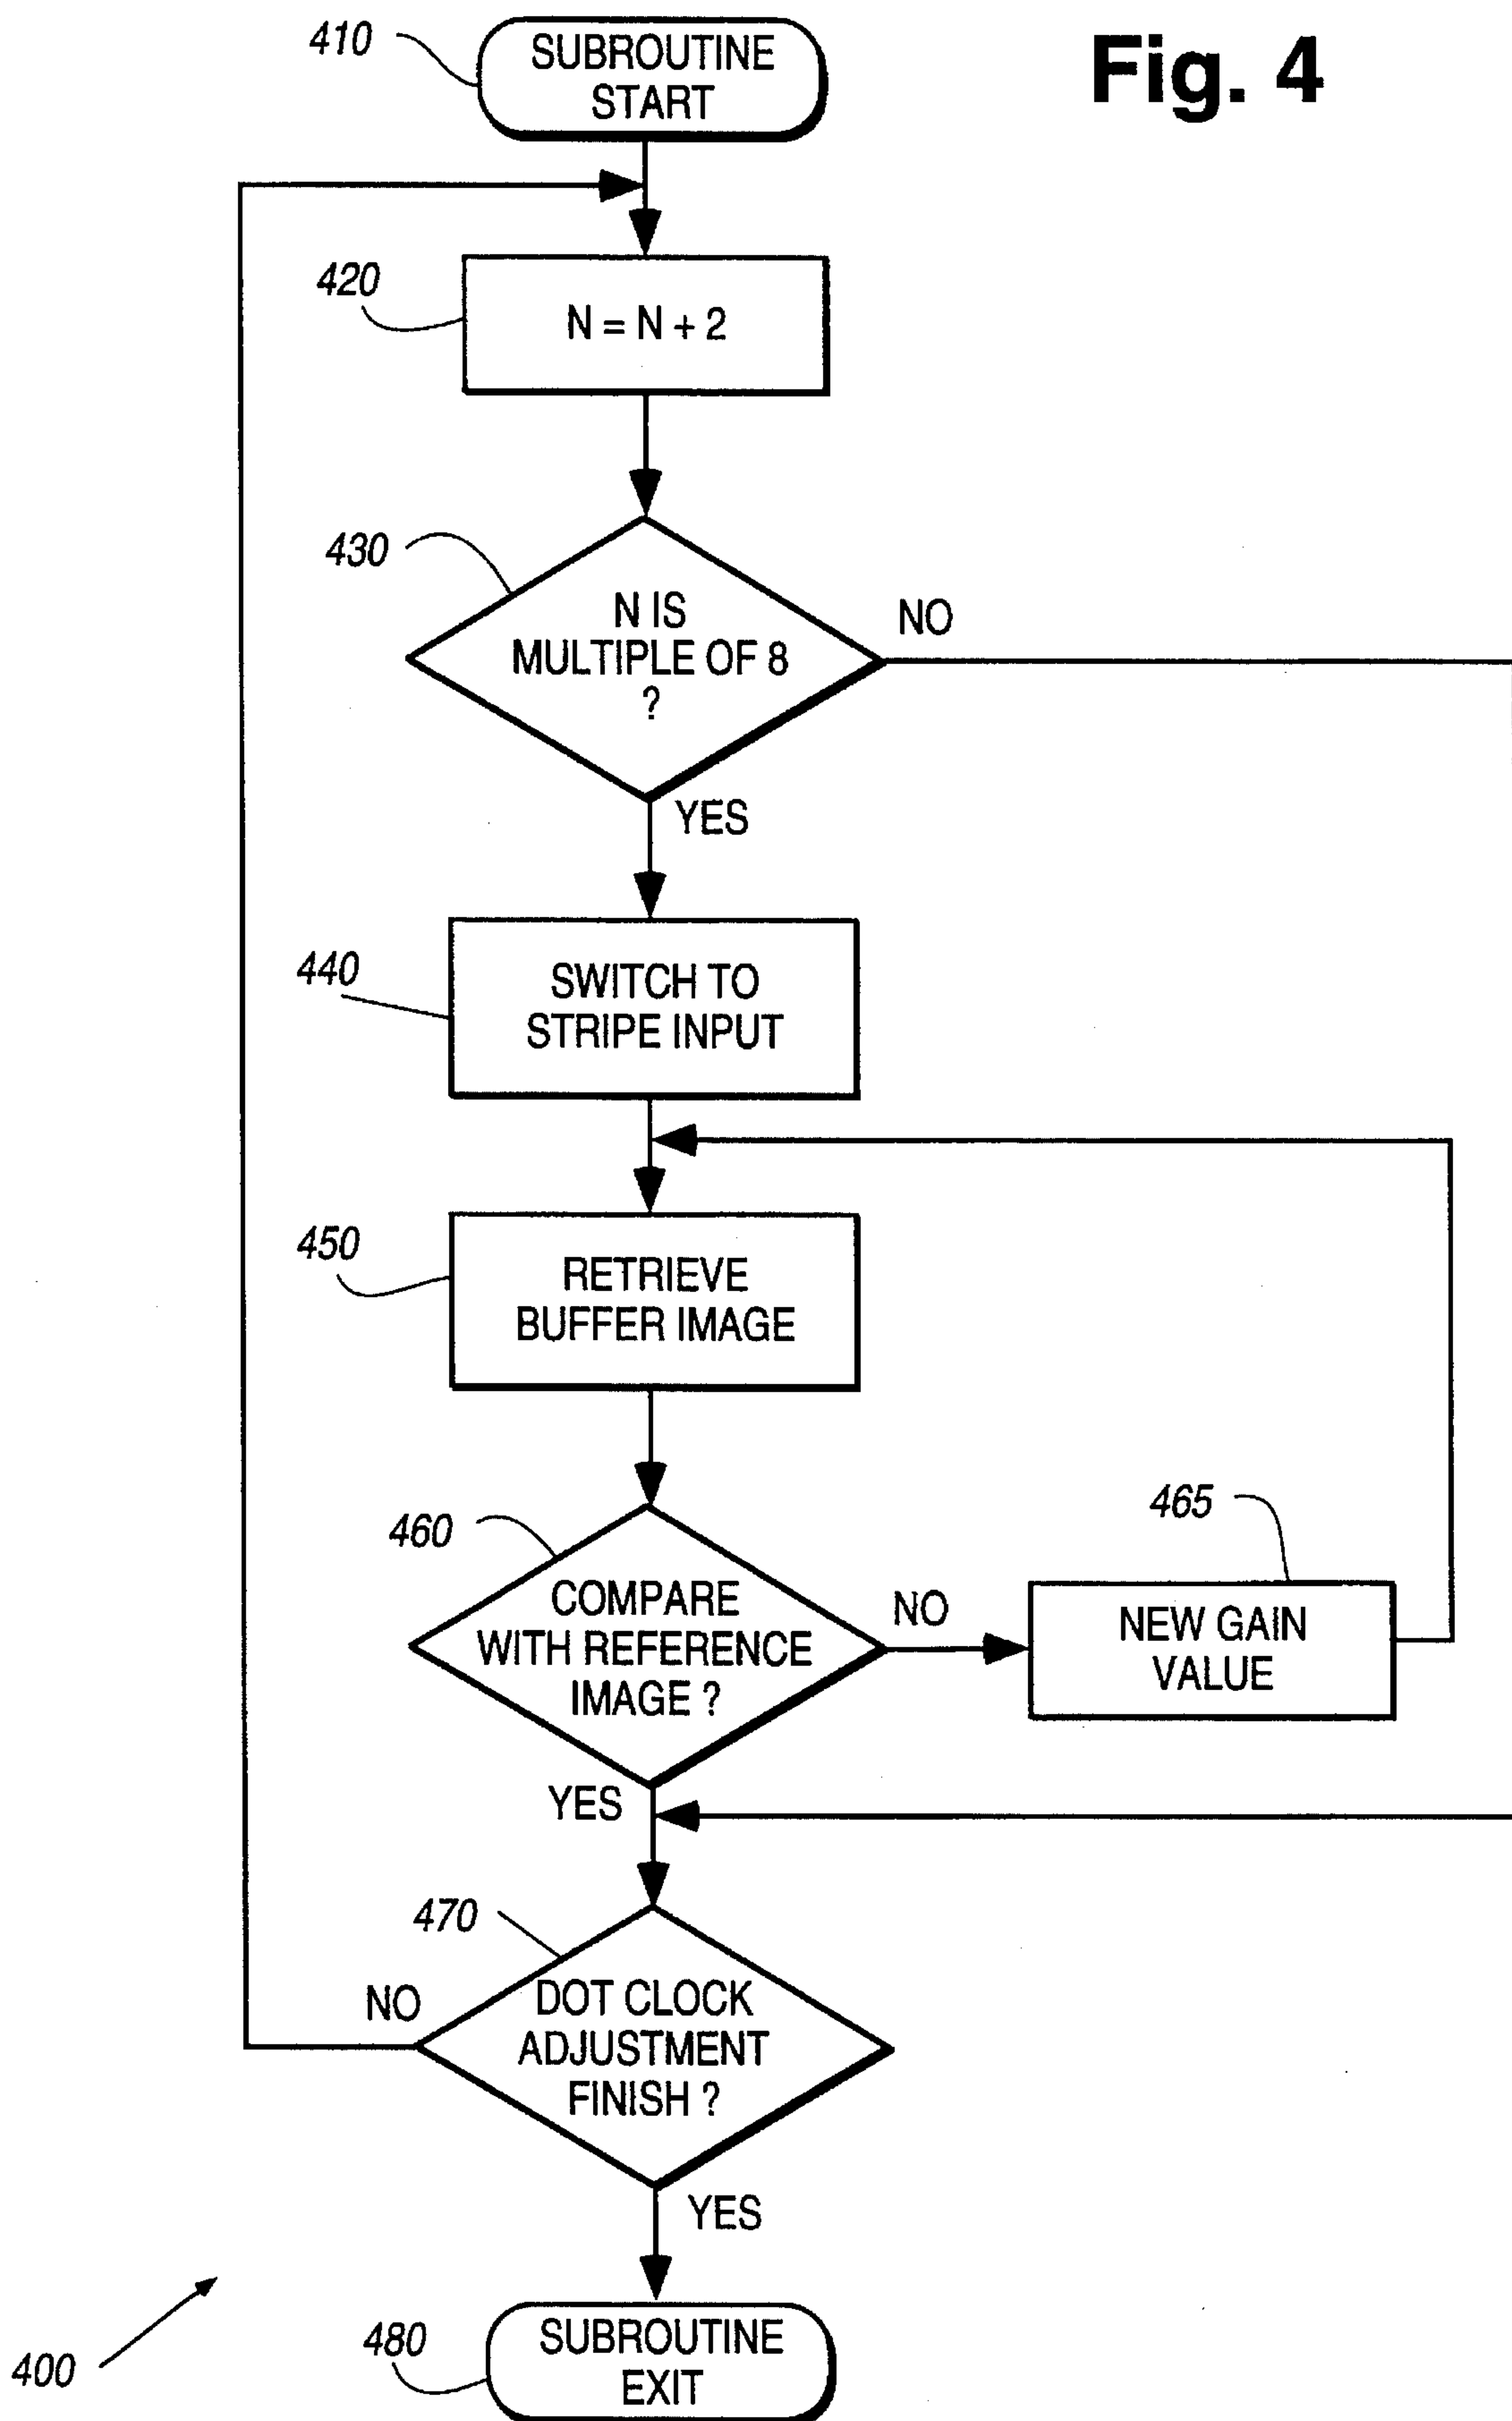 Fig. 4
410
SUBROUTINE
START
420
N = N + 2
430
N IS
MULTIPLE OF 8
?
NO
YES
440
SWITCH TO
STRIPE INPUT
450
RETRIEVE
BUFFER IMAGE
460
COMPARE
WITH REFERENCE
IMAGE ?
NO
465
NEW GAIN
VALUE
YES
470
DOT CLOCK
ADJUSTMENT
FINISH ?
NO
YES
480
SUBROUTINE
EXIT
400